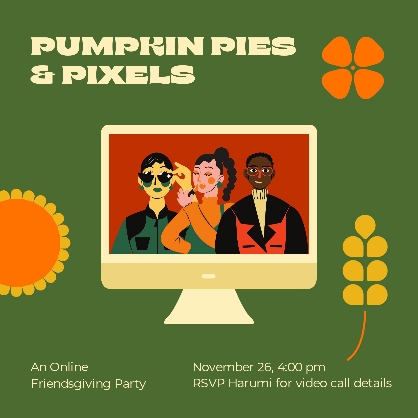 PUMPKIN PIES
& PIXELS
An Online
Friendsgiving Party
November 26, 4:00 pm
RSVP Harumi for video call details